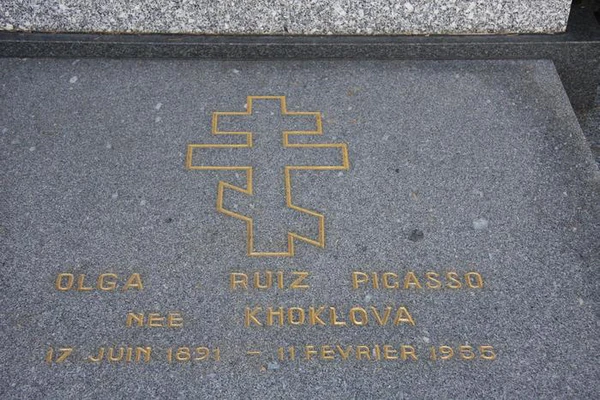 OLGA RUIZ PICASSO
NEE KHOKLOVA
17 JUIN 1891 - 11 FEVRIER 1955